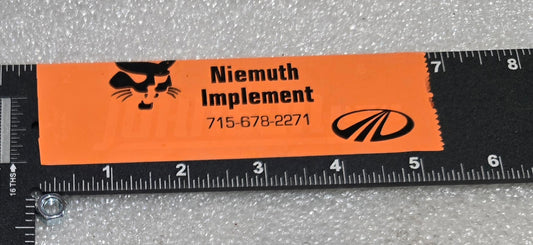 7 8
Niemuth
Implement
715-678-2271
1 2 3 4 5 6
16THS